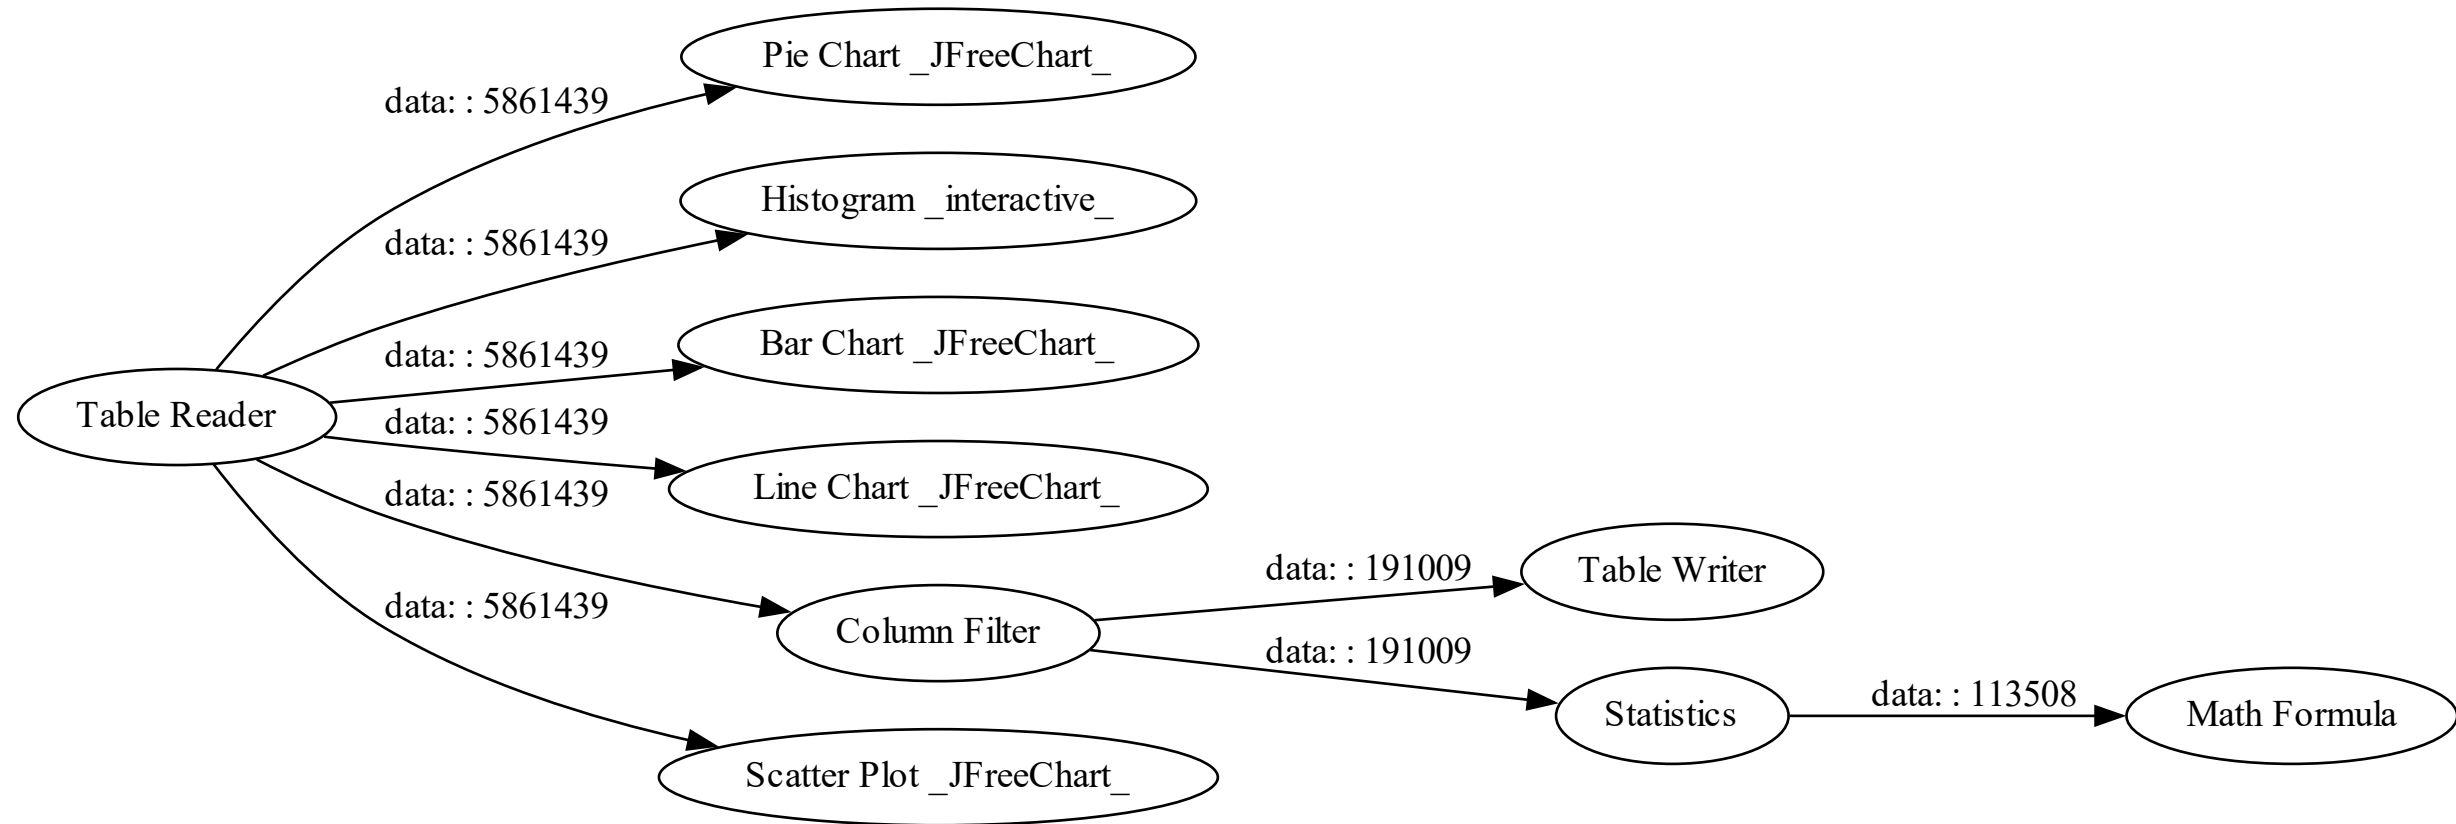 Pie Chart _JFreeChart_
data: : 5861439
Histogram _interactive_
data: : 5861439
Bar Chart _JFreeChart_
data: : 5861439
Table Reader
data: : 5861439
Line Chart _JFreeChart_
data: : 5861439
data: : 191009
Table Writer
data: : 5861439
Column Filter
data: : 191009
Statistics
data: : 113508
Math Formula
Scatter Plot _JFreeChart_